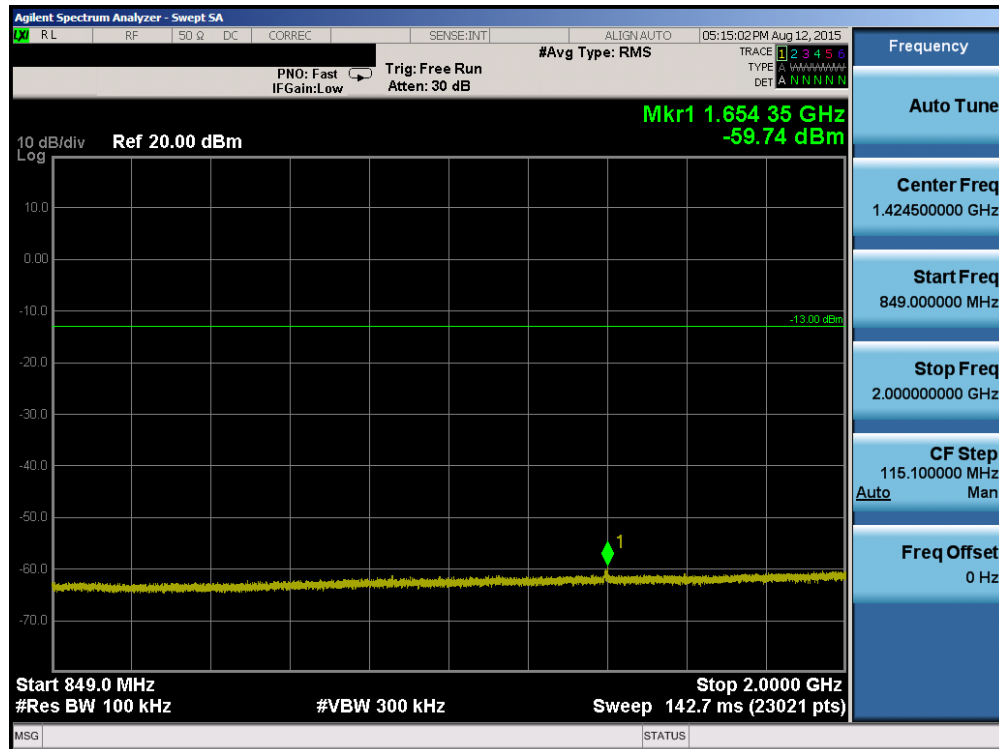 Agilent Spectrum Analyzer - Swept SA
LXI RL RF 50 Ω DC CORREC SENSE:INT ALIGNAUTO 05:15:02 PM Aug 12, 2015
PNO: Fast IFGain:Low
Trig: Free Run
Atten: 30 dB
#Avg Type: RMS
TRACE 1 2 3 4 5 6
TYPE A WWWWW
DET A N N N N N
Mkr1 1.654 35 GHz
-59.74 dBm
10 dB/div Ref 20.00 dBm
Log
10.0
0.00
-10.0
-13.00 dBm
-20.0
-30.0
-40.0
-50.0
1
-60.0
-70.0
Start 849.0 MHz Stop 2.0000 GHz
#Res BW 100 kHz #VBW 300 kHz Sweep 142.7 ms (23021 pts)
MSG STATUS
Frequency
Auto Tune
Center Freq
1.424500000 GHz
Start Freq
849.000000 MHz
Stop Freq
2.000000000 GHz
CF Step
115.100000 MHz
Auto Man
Freq Offset
0 Hz